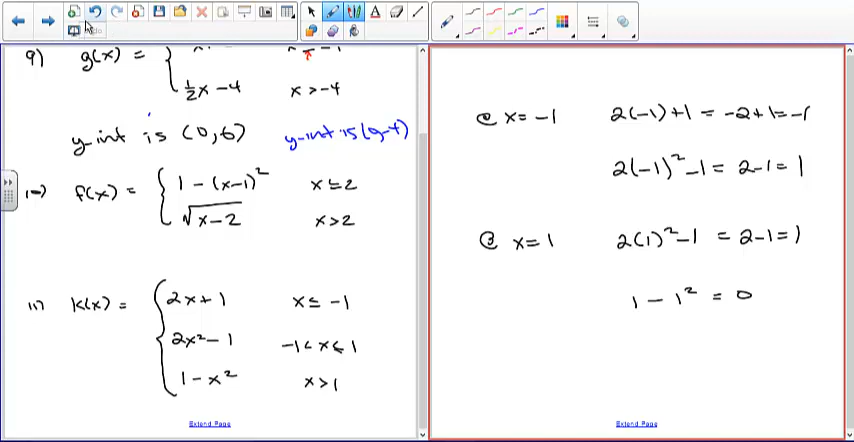 9) g(x) = {
½x - 4   x > -4
y-int is (0,6)   y-int is (0,-4)
f(x) = { 1 - (x-1)²   x ≤ 2
√x-2   x > 2
11) k(x) = { 2x + 1   x ≤ -1
2x² - 1   -1 < x ≤ 1
1 - x²   x > 1
Extend Page
@ x = -1   2(-1)+1 = -2+1 = -1
2(-1)² - 1 = 2-1 = 1
@ x = 1   2(1)² - 1 = 2-1 = 1
1 - 1² = 0
Extend Page